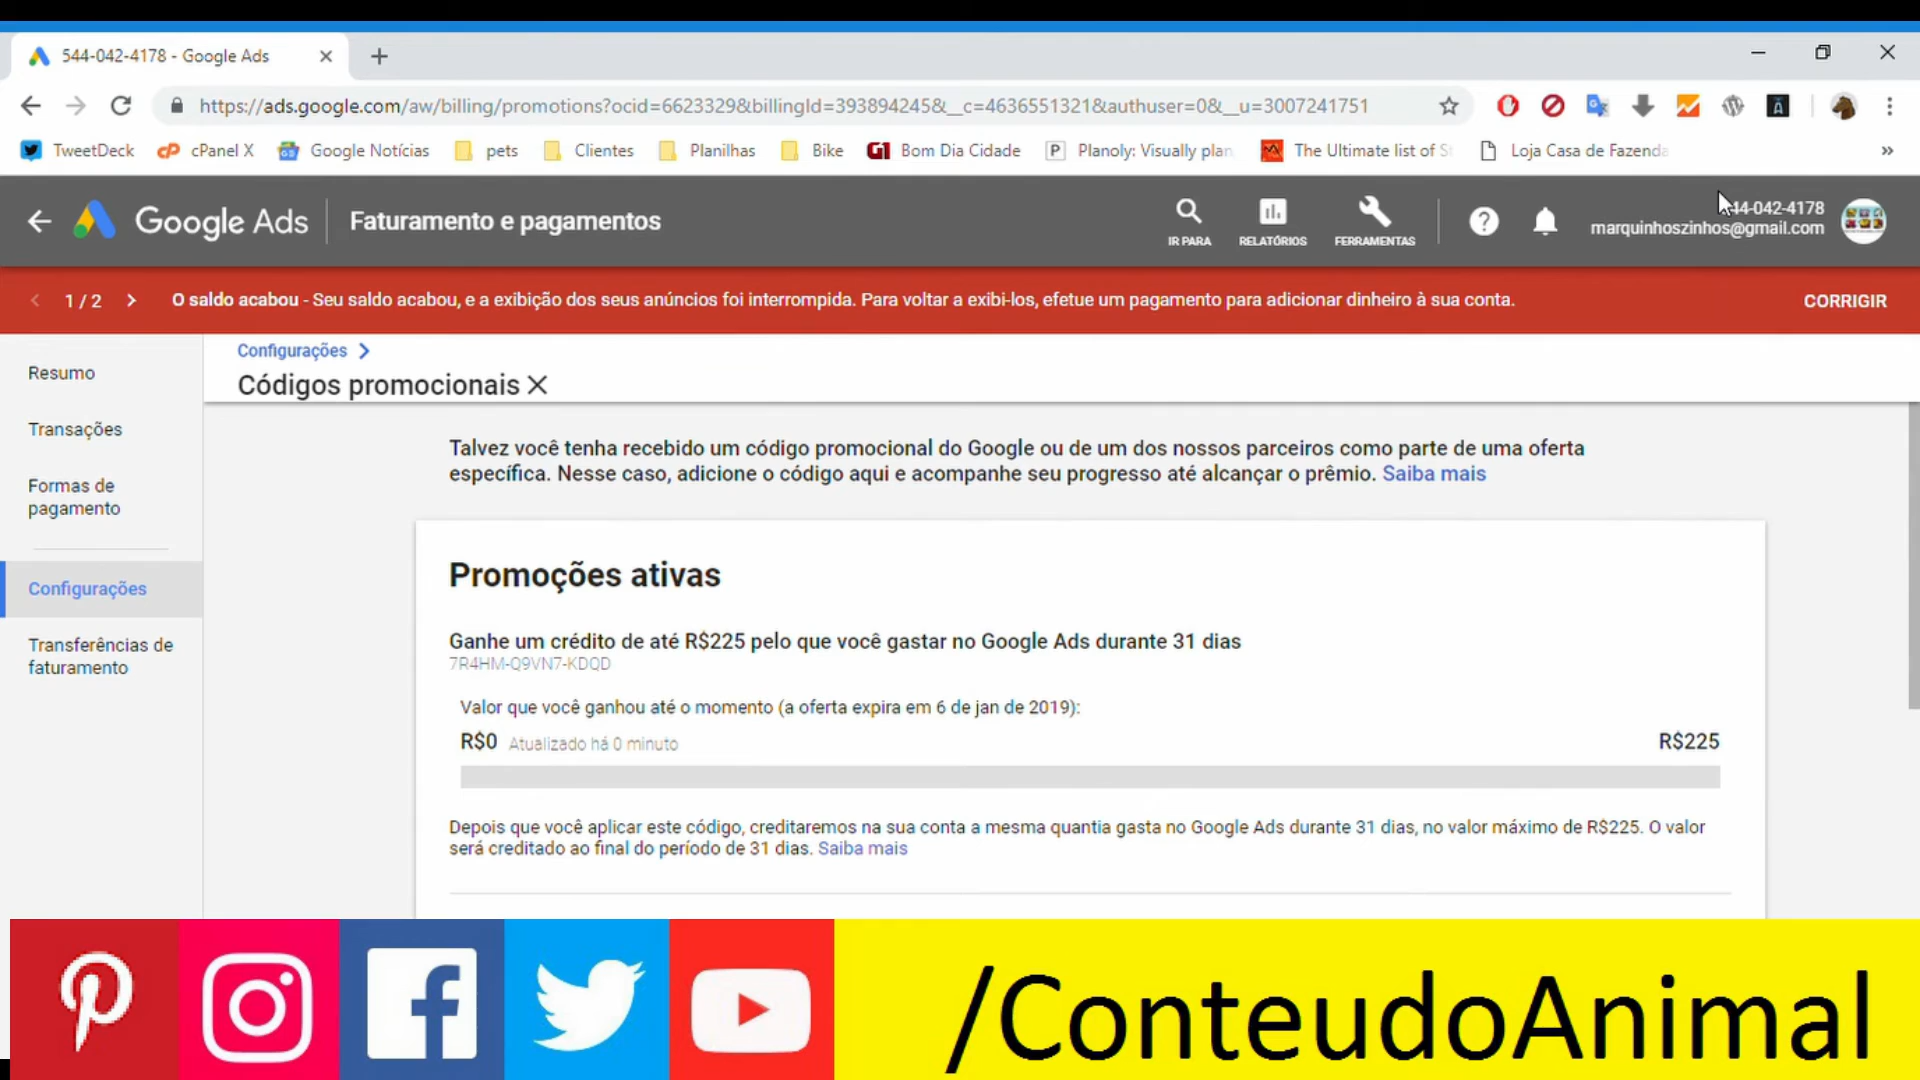 544-042-4178 - Google Ads
https://ads.google.com/aw/billing/promotions?ocid=6623329&billingId=393894245&__c=4636551321&authuser=0&__u=3007241751
TweetDeck cPanel X Google Notícias pets Clientes Planilhas Bike G1 Bom Dia Cidade Planoly: Visually plan The Ultimate list of St Loja Casa de Fazenda
Google Ads Faturamento e pagamentos
IR PARA RELATÓRIOS FERRAMENTAS
44-042-4178
marquinhoszinhos@gmail.com
1 / 2 O saldo acabou - Seu saldo acabou, e a exibição dos seus anúncios foi interrompida. Para voltar a exibi-los, efetue um pagamento para adicionar dinheiro à sua conta. CORRIGIR
Resumo
Transações
Formas de
pagamento
Configurações
Transferências de
faturamento
Configurações
Códigos promocionais
Talvez você tenha recebido um código promocional do Google ou de um dos nossos parceiros como parte de uma oferta
específica. Nesse caso, adicione o código aqui e acompanhe seu progresso até alcançar o prêmio. Saiba mais
Promoções ativas
Ganhe um crédito de até R$225 pelo que você gastar no Google Ads durante 31 dias
7R4HM-Q9VN7-KDQD
Valor que você ganhou até o momento (a oferta expira em 6 de jan de 2019):
R$0 Atualizado há 0 minuto R$225
Depois que você aplicar este código, creditaremos na sua conta a mesma quantia gasta no Google Ads durante 31 dias, no valor máximo de R$225. O valor
será creditado ao final do período de 31 dias. Saiba mais
/ConteudoAnimal